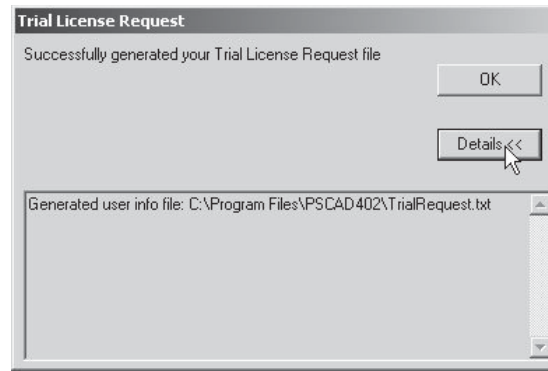 Trial License Request
Successfully generated your Trial License Request file
OK
Details <<
Generated user info file: C:\Program Files\PSCAD402\TrialRequest.txt